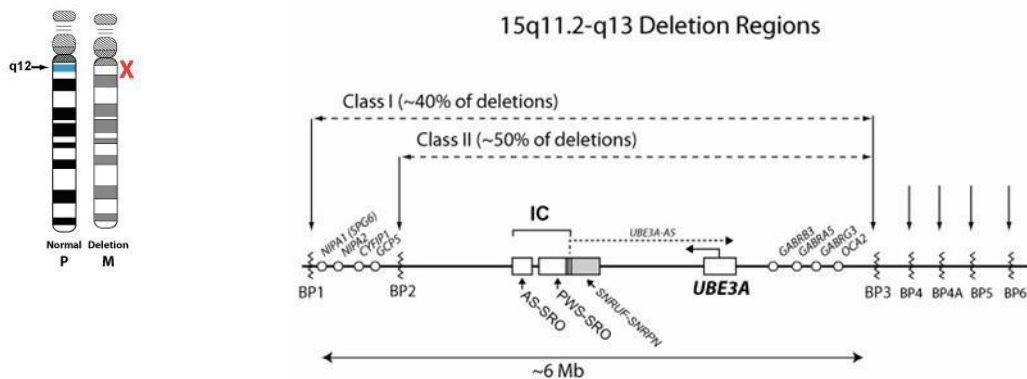 15q11.2-q13 Deletion Regions
q12
X
Normal
P
Deletion
M
Class I (~40% of deletions)
Class II (~50% of deletions)
IC
UBE3A-AS
NIPA1 (SPG6)
NIPA2
CYFIP1
GCP5
GABRB3
GABRA5
GABRG3
OCA2
BP1
BP2
AS-SRO
PWS-SRO
SNRUF-SNRPN
UBE3A
BP3
BP4
BP4A
BP5
BP6
~6 Mb